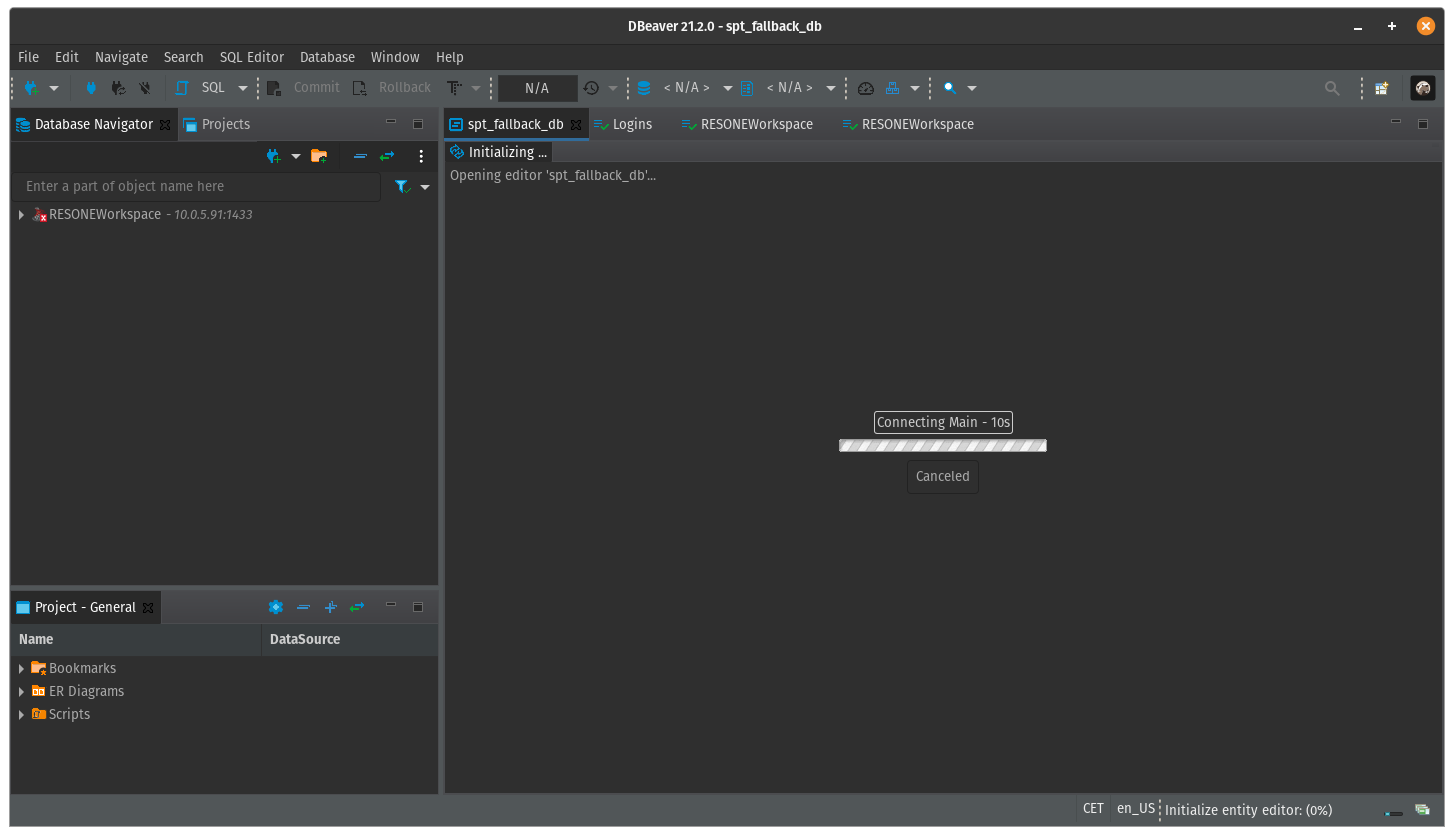 DBeaver 21.2.0 - spt_fallback_db
File Edit Navigate Search SQL Editor Database Window Help
SQL Commit Rollback N/A < N/A > < N/A >
Database Navigator Projects
Enter a part of object name here
RESONEWorkspace - 10.0.5.91:1433
spt_fallback_db Logins RESONEWorkspace RESONEWorkspace
Initializing ...
Opening editor 'spt_fallback_db'...
Connecting Main - 10s
Canceled
Project - General
Name DataSource
Bookmarks
ER Diagrams
Scripts
CET en_US Initialize entity editor: (0%)